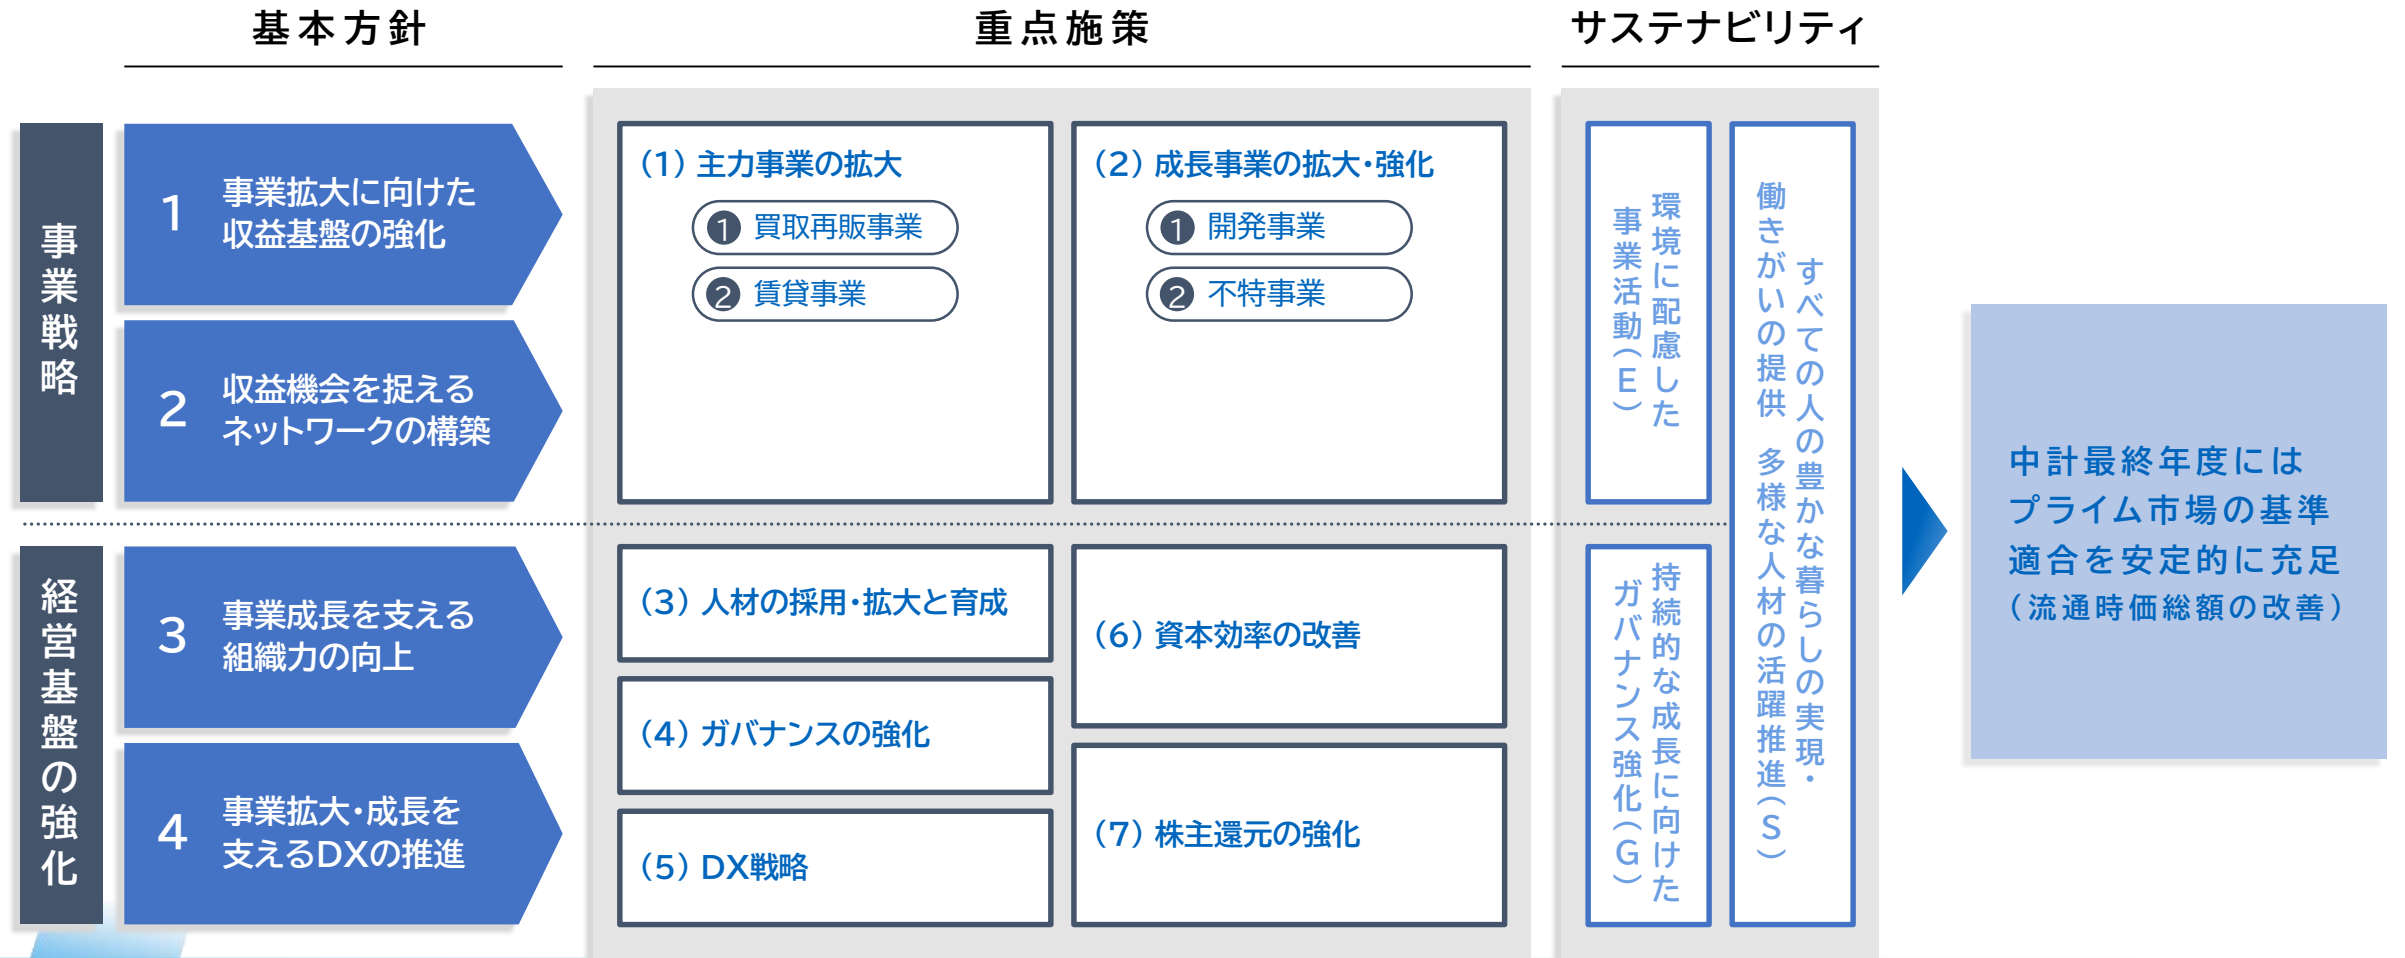 基本方針
重点施策
サステナビリティ
事業戦略
1
事業拡大に向けた
収益基盤の強化
2
収益機会を捉える
ネットワークの構築
(1) 主力事業の拡大
1 買取再販事業
2 賃貸事業
(2) 成長事業の拡大・強化
1 開発事業
2 不特事業
経営基盤の強化
3
事業成長を支える
組織力の向上
4
事業拡大・成長を
支えるDXの推進
(3) 人材の採用・拡大と育成
(4) ガバナンスの強化
(5) DX戦略
(6) 資本効率の改善
(7) 株主還元の強化
環境に配慮した
事業活動(E)
持続的な成長に向けた
ガバナンス強化(G)
すべての人の豊かな暮らしの実現・
働きがいの提供 多様な人材の活躍推進(S)
中計最終年度には
プライム市場の基準
適合を安定的に充足
(流通時価総額の改善)